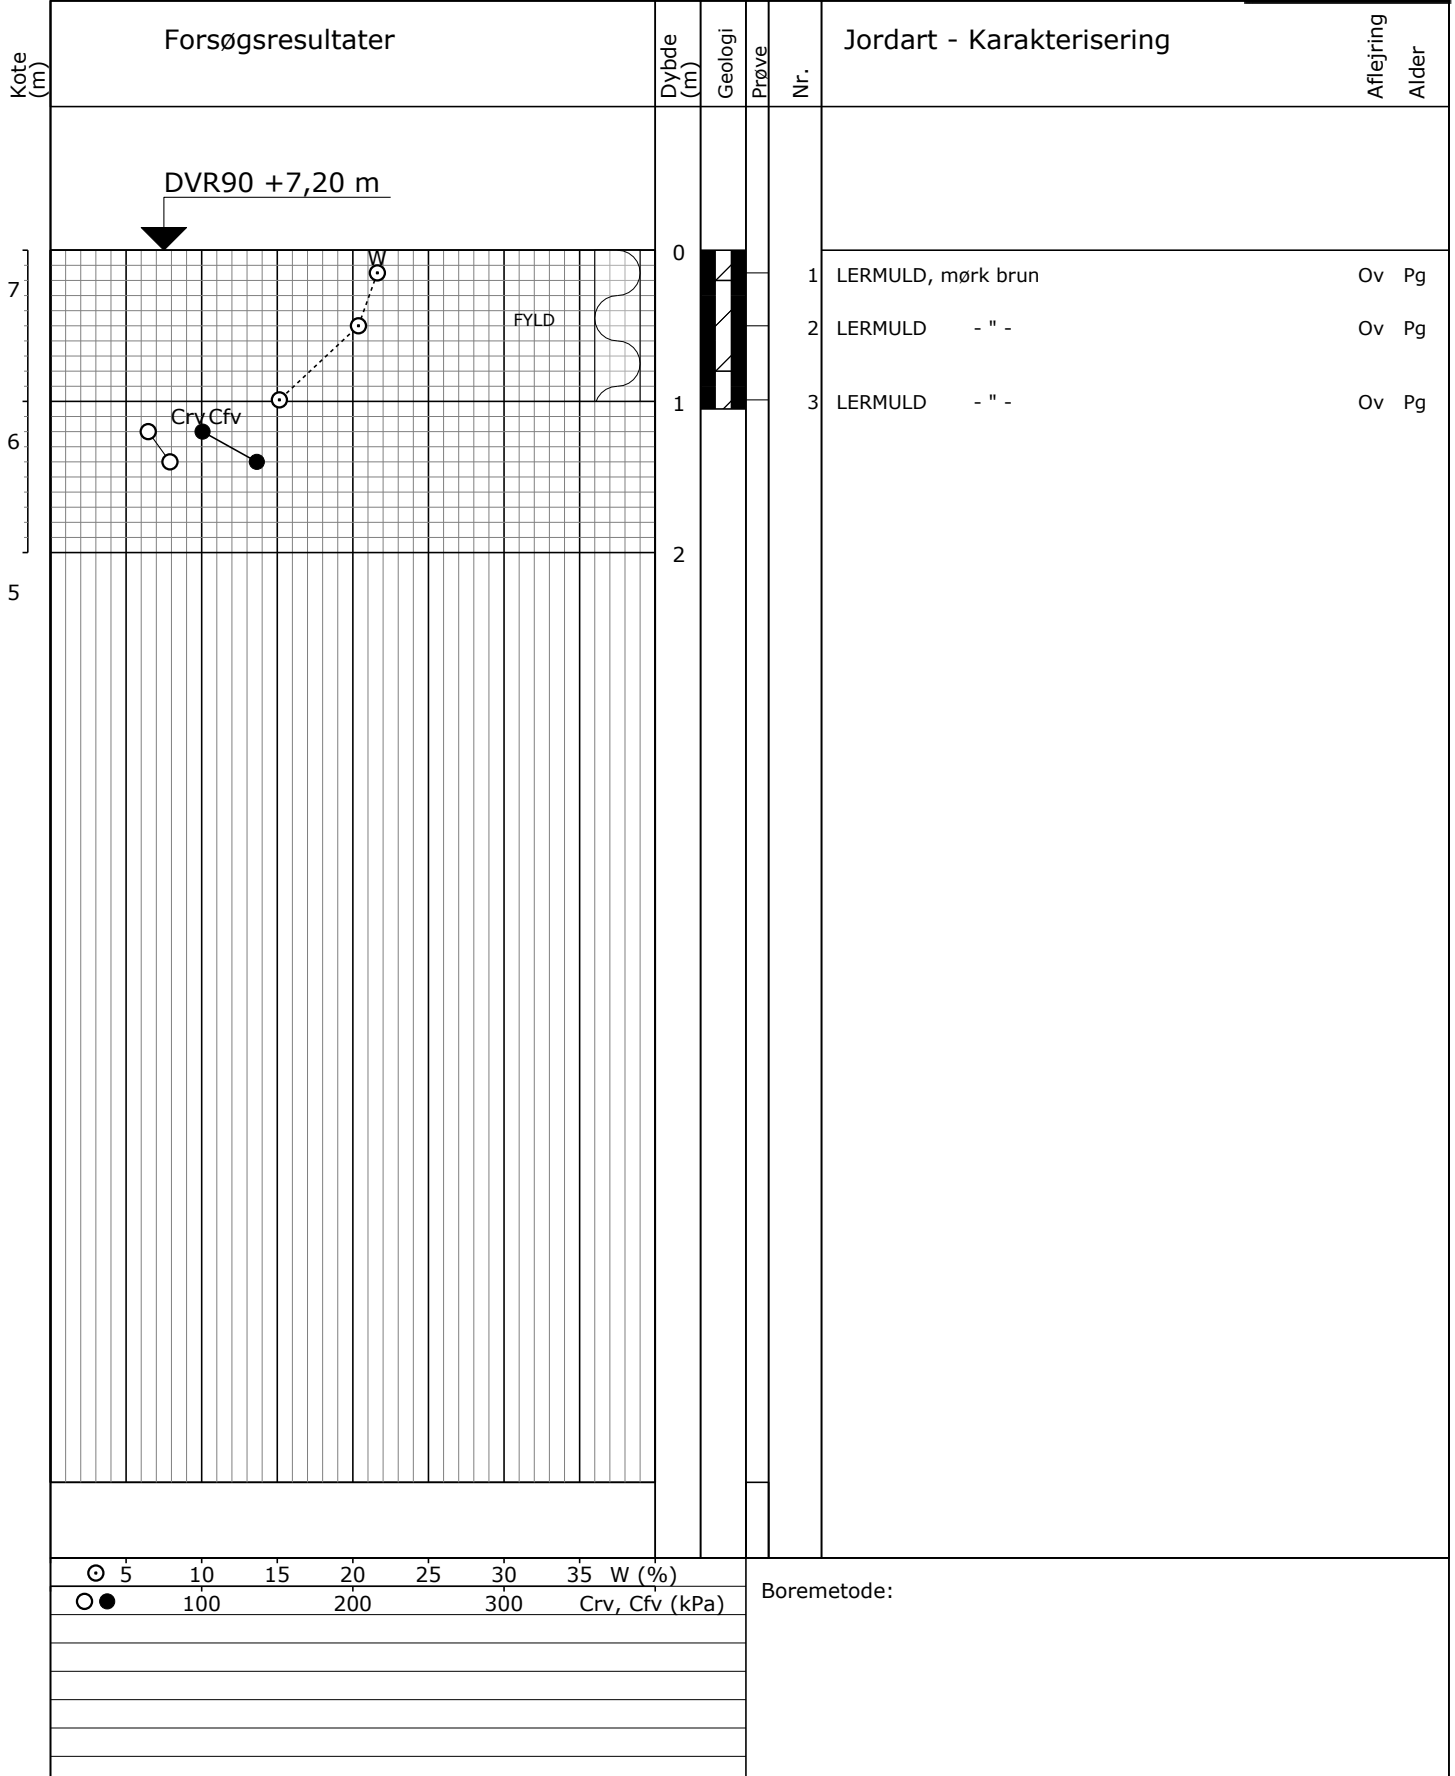 Kote
(m)
Forsøgsresultater
Dybde
(m)
Geologi
Prøve
Nr.
Jordart - Karakterisering
Aflejring
Alder
DVR90 +7,20 m
W
0
7
1 LERMULD, mørk brun Ov Pg
FYLD
2 LERMULD - " - Ov Pg
1
3 LERMULD - " - Ov Pg
Crv Cfv
6
2
5
5 10 15 20 25 30 35 W (%)
100 200 300 Crv, Cfv (kPa)
Boremetode: